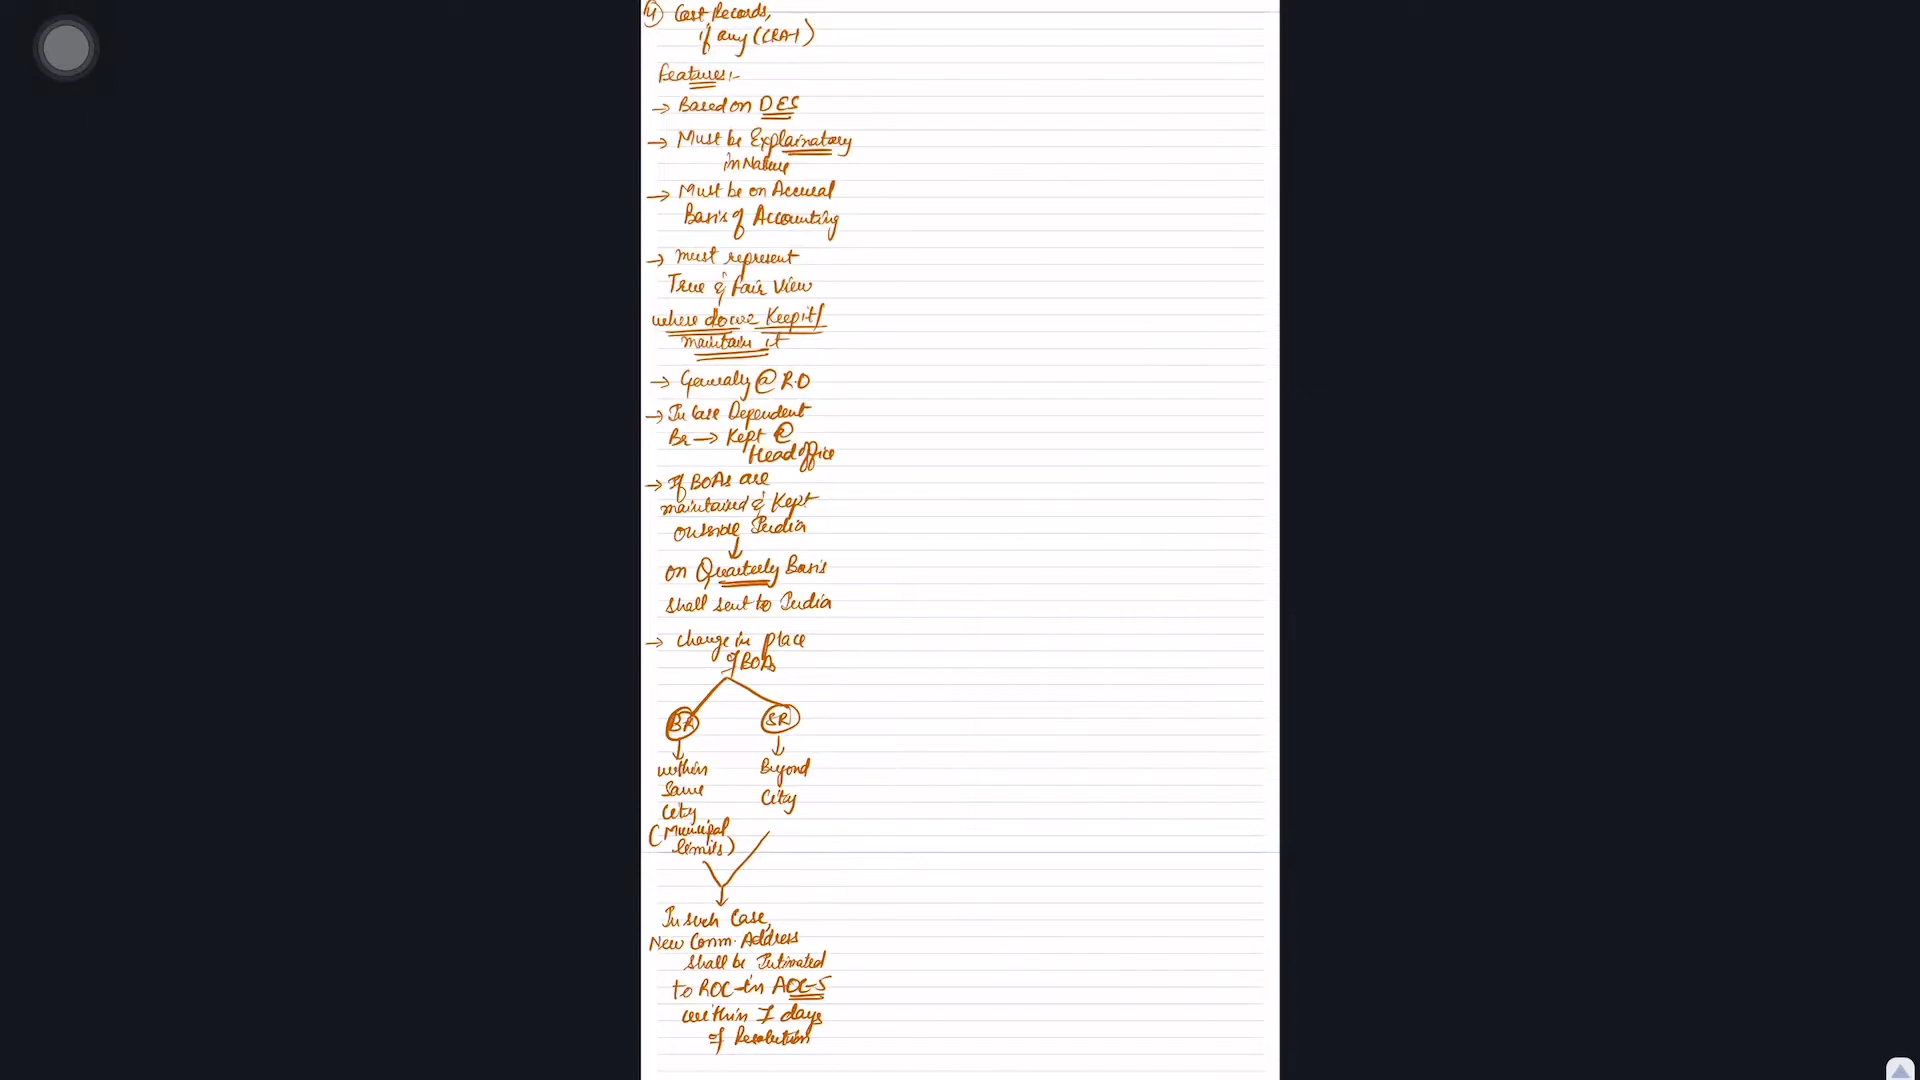 4) Cost Records,
if any (CRA-1)
Features:-
→ Based on DES
→ Must be Explainatory
in Nature
→ Must be on Accrual
Basis of Accounting
→ must represent
True & Fair View
where do we Keep it/
maintain it
→ Generally @ R.O
→ In Case Dependent
Br → Kept @
Head office
→ If BOAs are
maintained & Kept
outside India
↓
on Quarterly Basis
shall sent to India
→ change in place
of BOAs
BR SR
↓ ↓
within Beyond
Same City
City
(Municipal
limits)
↓
In such Case,
New Comm. Address
shall be Intimated
to ROC in AOC-5
within 7 days
of Resolution